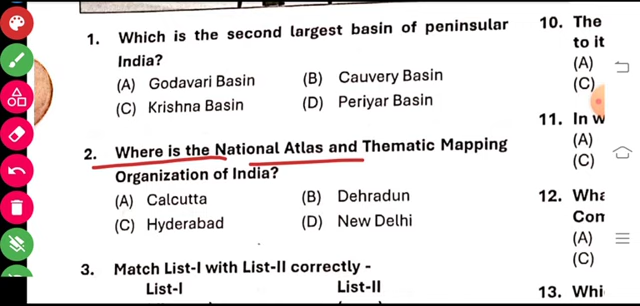 1. Which is the second largest basin of peninsular
India?
(A) Godavari Basin (B) Cauvery Basin
(C) Krishna Basin (D) Periyar Basin
2. Where is the National Atlas and Thematic Mapping
Organization of India?
(A) Calcutta (B) Dehradun
(C) Hyderabad (D) New Delhi
3. Match List-I with List-II correctly -
List-I List-II
10. The
to it
(A)
(C)
11. In w
(A)
(C)
12. Wha
Com
(A)
(C)
13. Whi